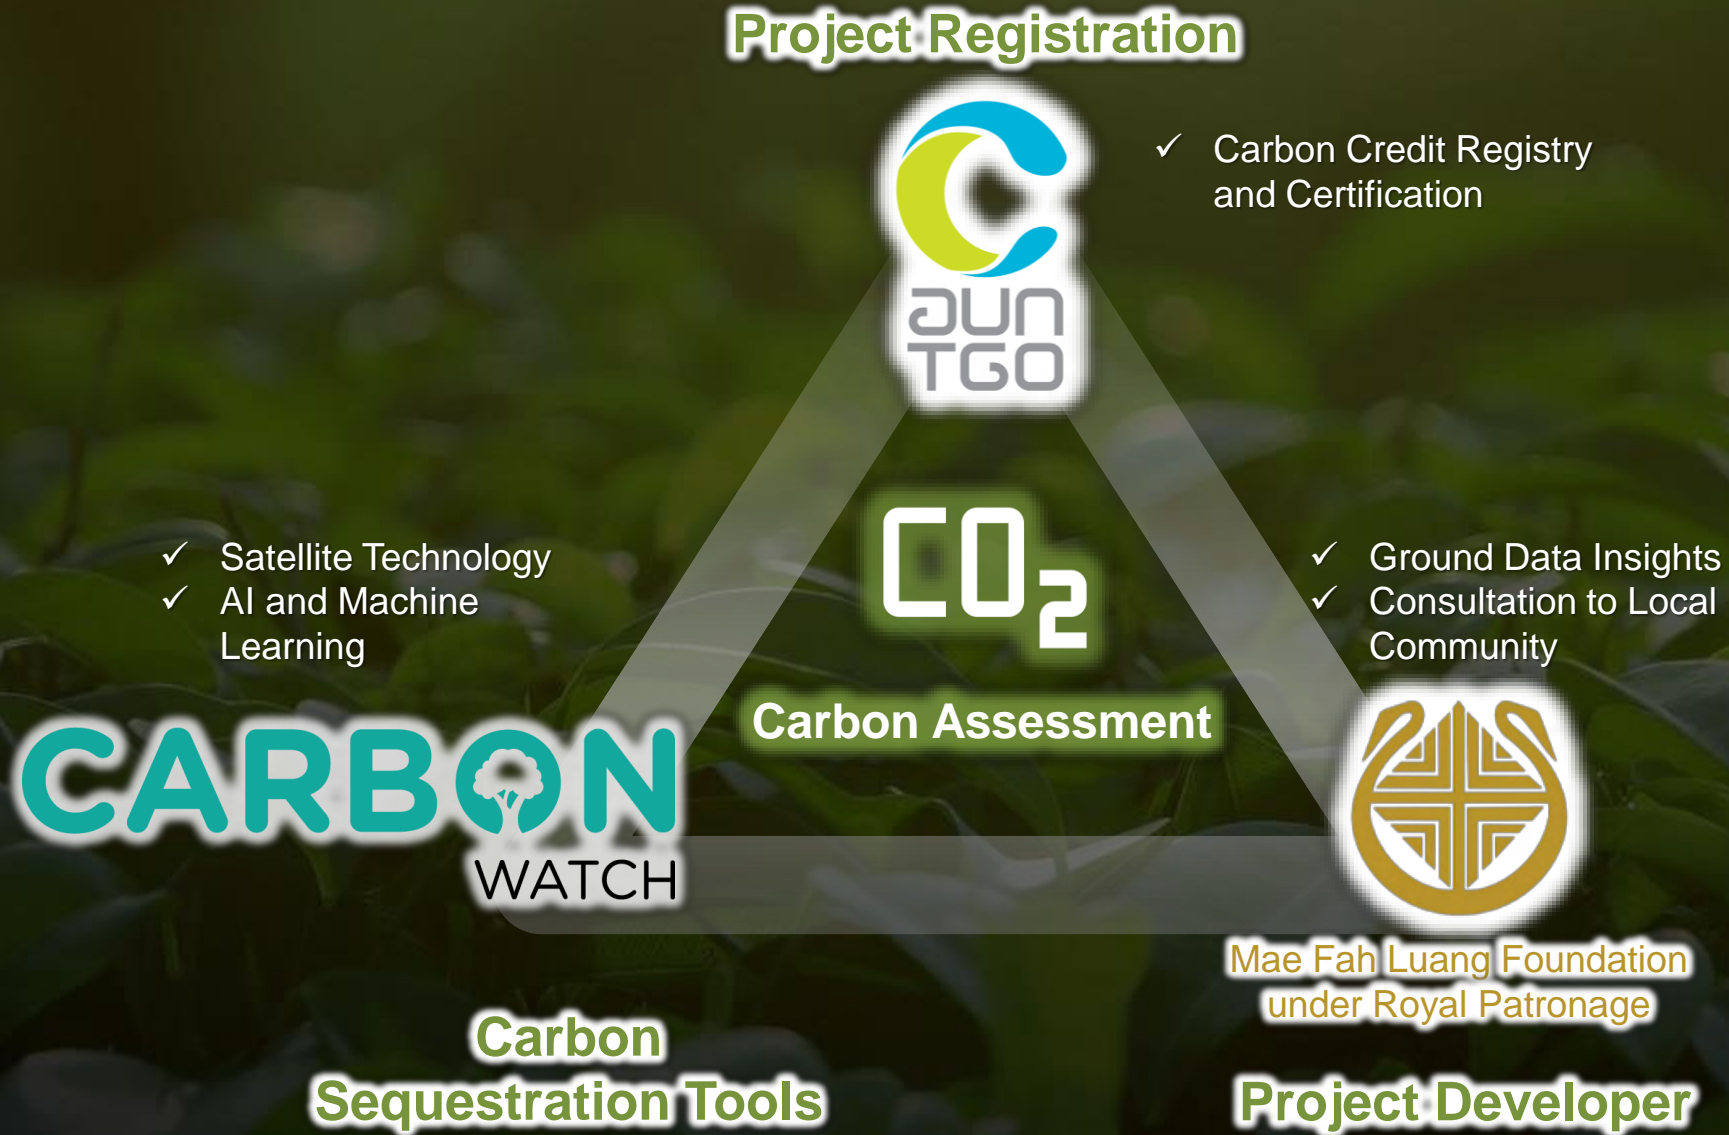 Project Registration
อบก
TGO
✓ Carbon Credit Registry
and Certification
CO₂
Carbon Assessment
✓ Satellite Technology
✓ AI and Machine
Learning
CARBON
WATCH
Carbon
Sequestration Tools
✓ Ground Data Insights
✓ Consultation to Local
Community
Mae Fah Luang Foundation
under Royal Patronage
Project Developer